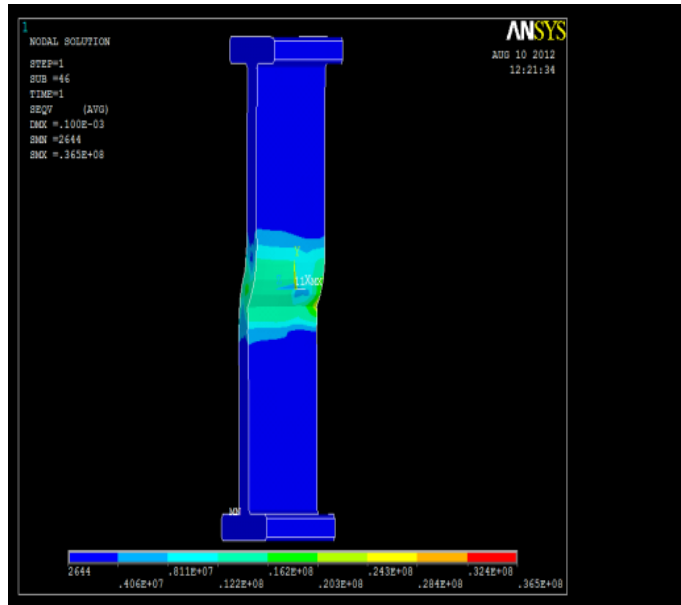 1
ANSYS
NODAL SOLUTION
AUG 10 2012
12:21:34
STEP=1
SUB =46
TIME=1
SEQV (AVG)
DMX =.100E-03
SMN =2644
SMX =.365E+08
Y
MX
MN
2644 .811E+07 .162E+08 .243E+08 .324E+08
.406E+07 .122E+08 .203E+08 .284E+08 .365E+08